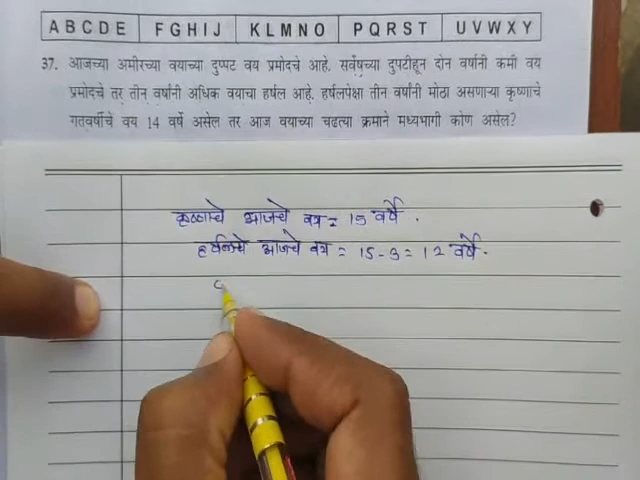 A B C D E F G H I J K L M N O P Q R S T U V W X Y
37. आजच्या अमीरच्या वयाच्या दुप्पट वय प्रमोदचे आहे. सर्वेषच्या दुपटीहून दोन वर्षांनी कमी वय
प्रमोदचे तर तीन वर्षांनी अधिक वयाचा हर्षल आहे. हर्षलपेक्षा तीन वर्षांनी मोठा असणाऱ्या कृष्णाचे
गतवर्षीचे वय 14 वर्षे असेल तर आज वयाच्या चढत्या क्रमाने मध्यभागी कोण असेल?
कृष्णाचे आजचे वय = 15 वर्षे .
हर्षलचे आजचे वय = 15 - 3 = 12 वर्षे.